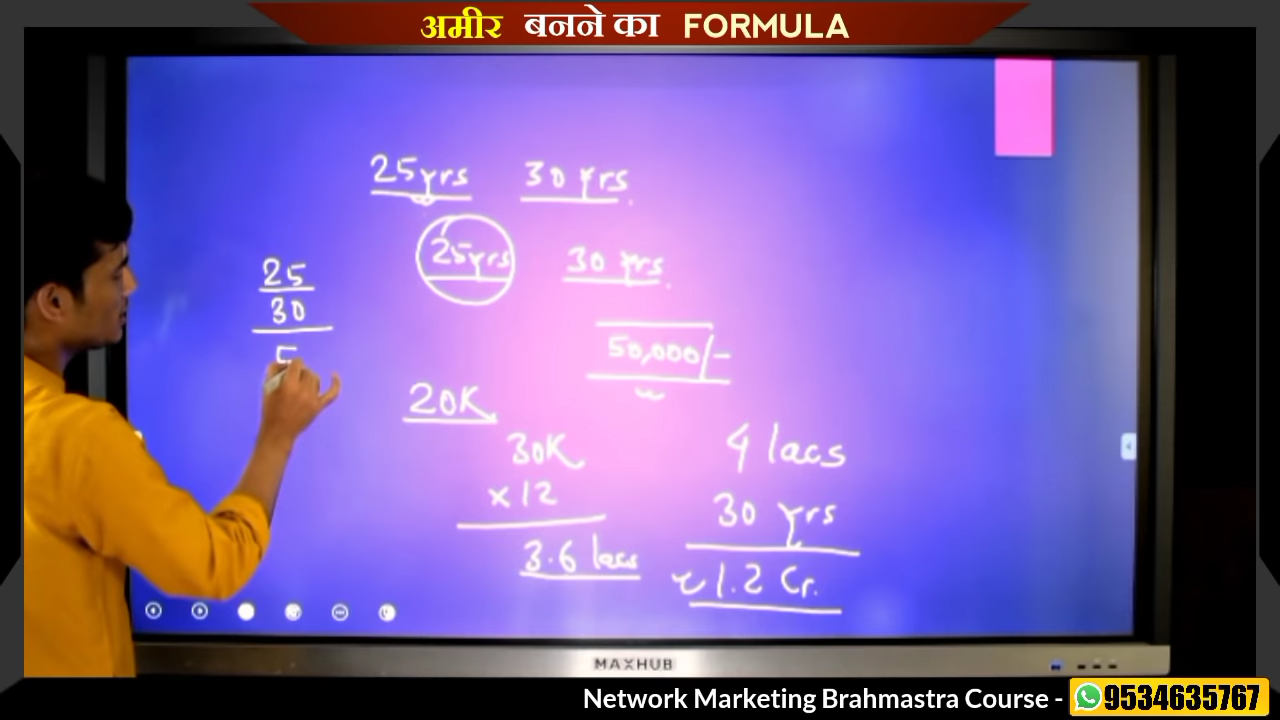 अमीर बनने का FORMULA
25yrs 30 yrs.
25yrs 30 yrs.
25
30
5
50,000/-
20K
30K
x 12
3.6 lacs
4 lacs
30 yrs
1.2 Cr.
MAXHUB
Network Marketing Brahmastra Course - 9534635767